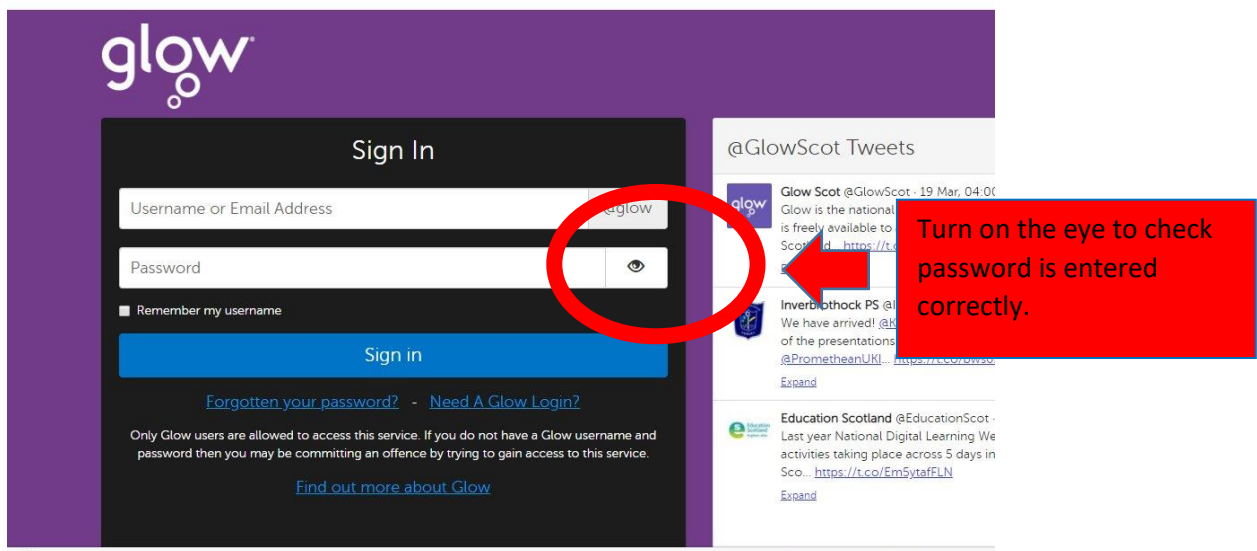 glow
Sign In
Username or Email Address @glow
Password
Remember my username
Sign in
Forgotten your password? - Need A Glow Login?
Only Glow users are allowed to access this service. If you do not have a Glow username and
password then you may be committing an offence by trying to gain access to this service.
Find out more about Glow
@GlowScot Tweets
glow
Glow Scot @GlowScot · 19 Mar, 04:00
Glow is the national
is freely available to
https://t.
Inverbrothock PS
We have arrived!
of the presentations
@PrometheanUKI...
Expand
Education Scotland @EducationScot ·
Last year National Digital Learning We
activities taking place across 5 days in
Sco... https://t.co/Em5ytafFLN
Expand
Turn on the eye to check
password is entered
correctly.